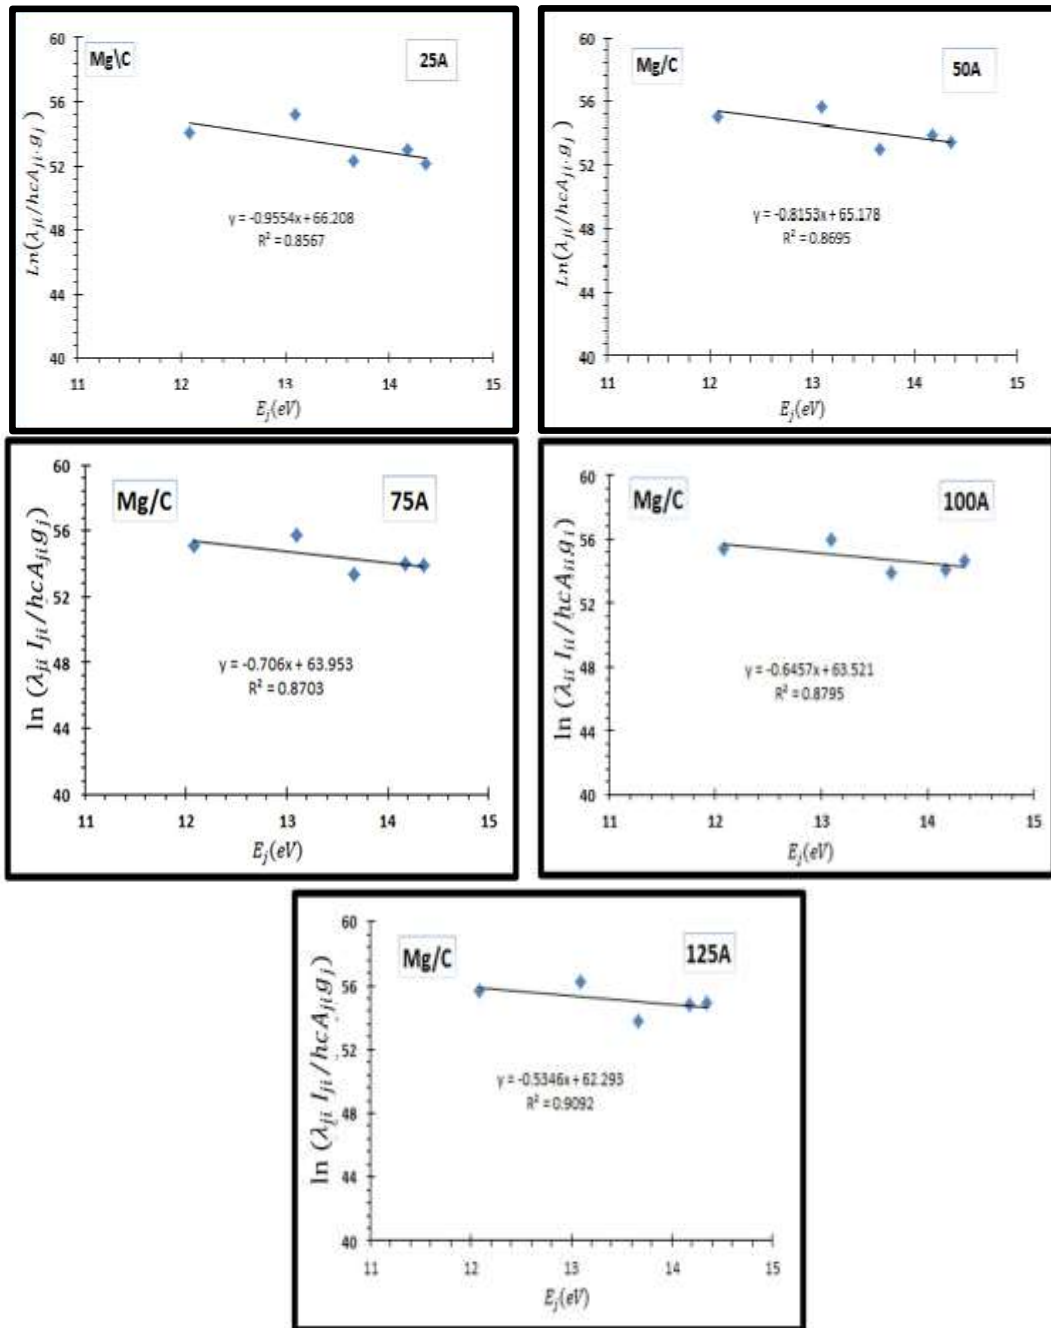 60
Mg\C
25A
56
52
48
44
40
Ln(λji/hcAji.gj)
y = -0.9554x + 66.208
R² = 0.8567
11 12 13 14 15
Ej(eV)
60
Mg/C
50A
56
52
48
44
40
Ln(λji/hcAji.gj)
y = -0.8153x + 65.178
R² = 0.8695
11 12 13 14 15
Ej(eV)
60
Mg/C
75A
56
52
48
44
40
ln (λji Iji/hcAjigj)
y = -0.706x + 63.953
R² = 0.8703
11 12 13 14 15
Ej(eV)
60
Mg/C
100A
56
52
48
44
40
ln (λji Iji/hcAjigj)
y = -0.6457x + 63.521
R² = 0.8795
11 12 13 14 15
Ej(eV)
60
Mg/C
125A
56
52
48
44
40
ln (λji Iji/hcAjigj)
y = -0.5346x + 62.293
R² = 0.9092
11 12 13 14 15
Ej(eV)